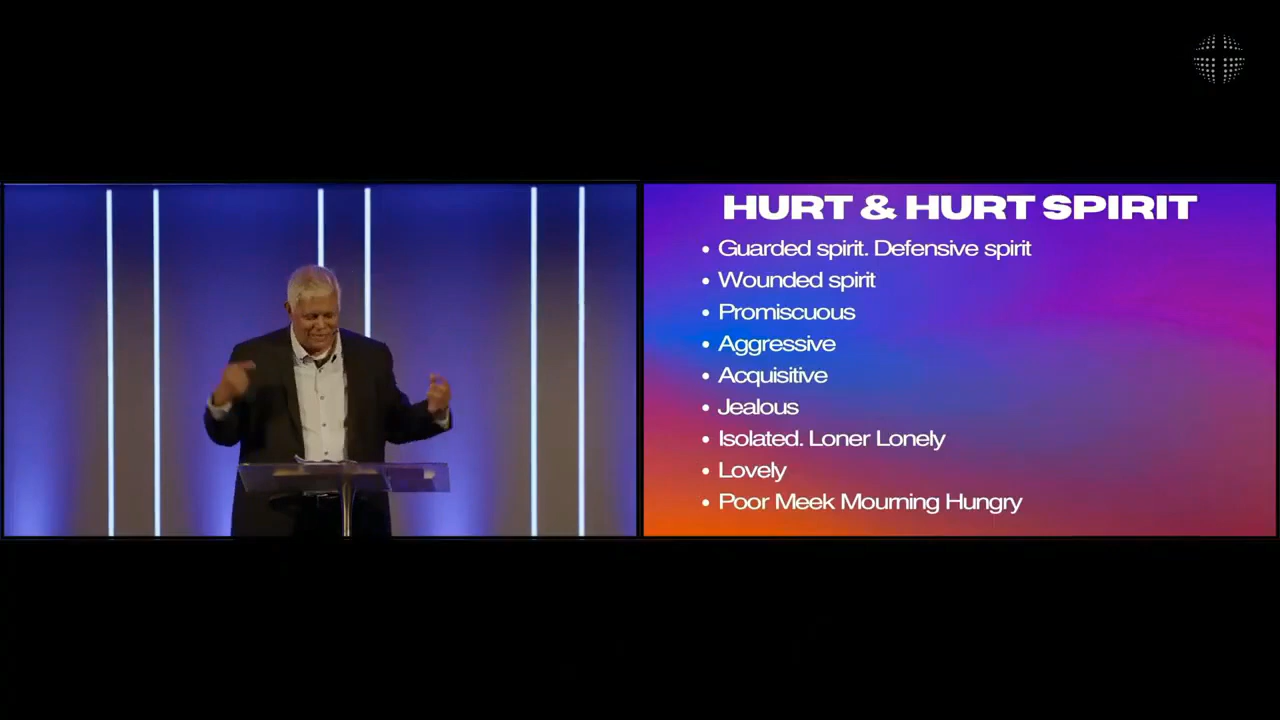 HURT & HURT SPIRIT
• Guarded spirit. Defensive spirit
• Wounded spirit
• Promiscuous
• Aggressive
• Acquisitive
• Jealous
• Isolated. Loner Lonely
• Lovely
• Poor Meek Mourning Hungry